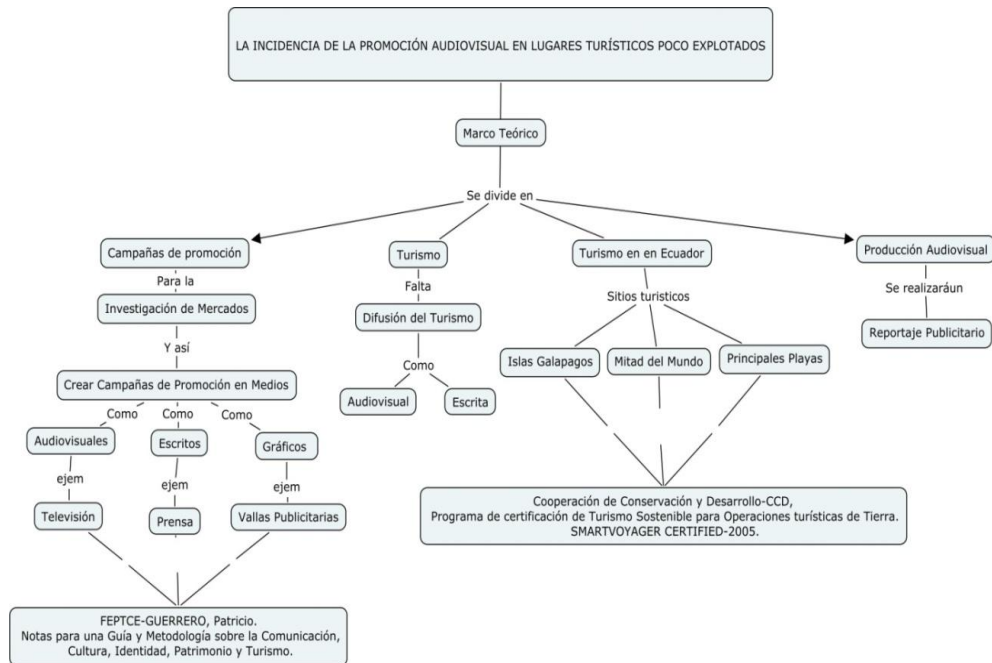 LA INCIDENCIA DE LA PROMOCIÓN AUDIOVISUAL EN LUGARES TURÍSTICOS POCO EXPLOTADOS
Marco Teórico
Se divide en
Campañas de promoción
Para la
Investigación de Mercados
Y así
Crear Campañas de Promoción en Medios
Como
Como
Como
Audiovisuales
Escritos
Gráficos
ejem
ejem
ejem
Televisión
Prensa
Vallas Publicitarias
FEPTCE-GUERRERO, Patricio.
Notas para una Guía y Metodología sobre la Comunicación,
Cultura, Identidad, Patrimonio y Turismo.
Turismo
Falta
Difusión del Turismo
Como
Audiovisual
Escrita
Turismo en en Ecuador
Sitios turisticos
Islas Galapagos
Mitad del Mundo
Principales Playas
Cooperación de Conservación y Desarrollo-CCD,
Programa de certificación de Turismo Sostenible para Operaciones turísticas de Tierra.
SMARTVOYAGER CERTIFIED-2005.
Producción Audiovisual
Se realizaráun
Reportaje Publicitario